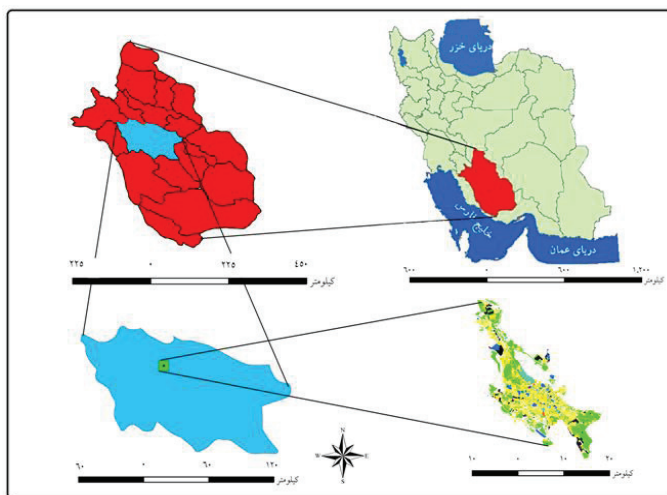 دریای خزر
خلیج فارس
دریای عمان
۲۲۵ ۰ ۲۲۵ ۴۵۰
کیلومتر
۶۰۰ ۰ ۶۰۰ ۱,۲۰۰
کیلومتر
N
W E
S
۶۰ ۰ ۶۰ ۱۲۰
کیلومتر
۱۰ ۰ ۱۰ ۲۰
کیلومتر